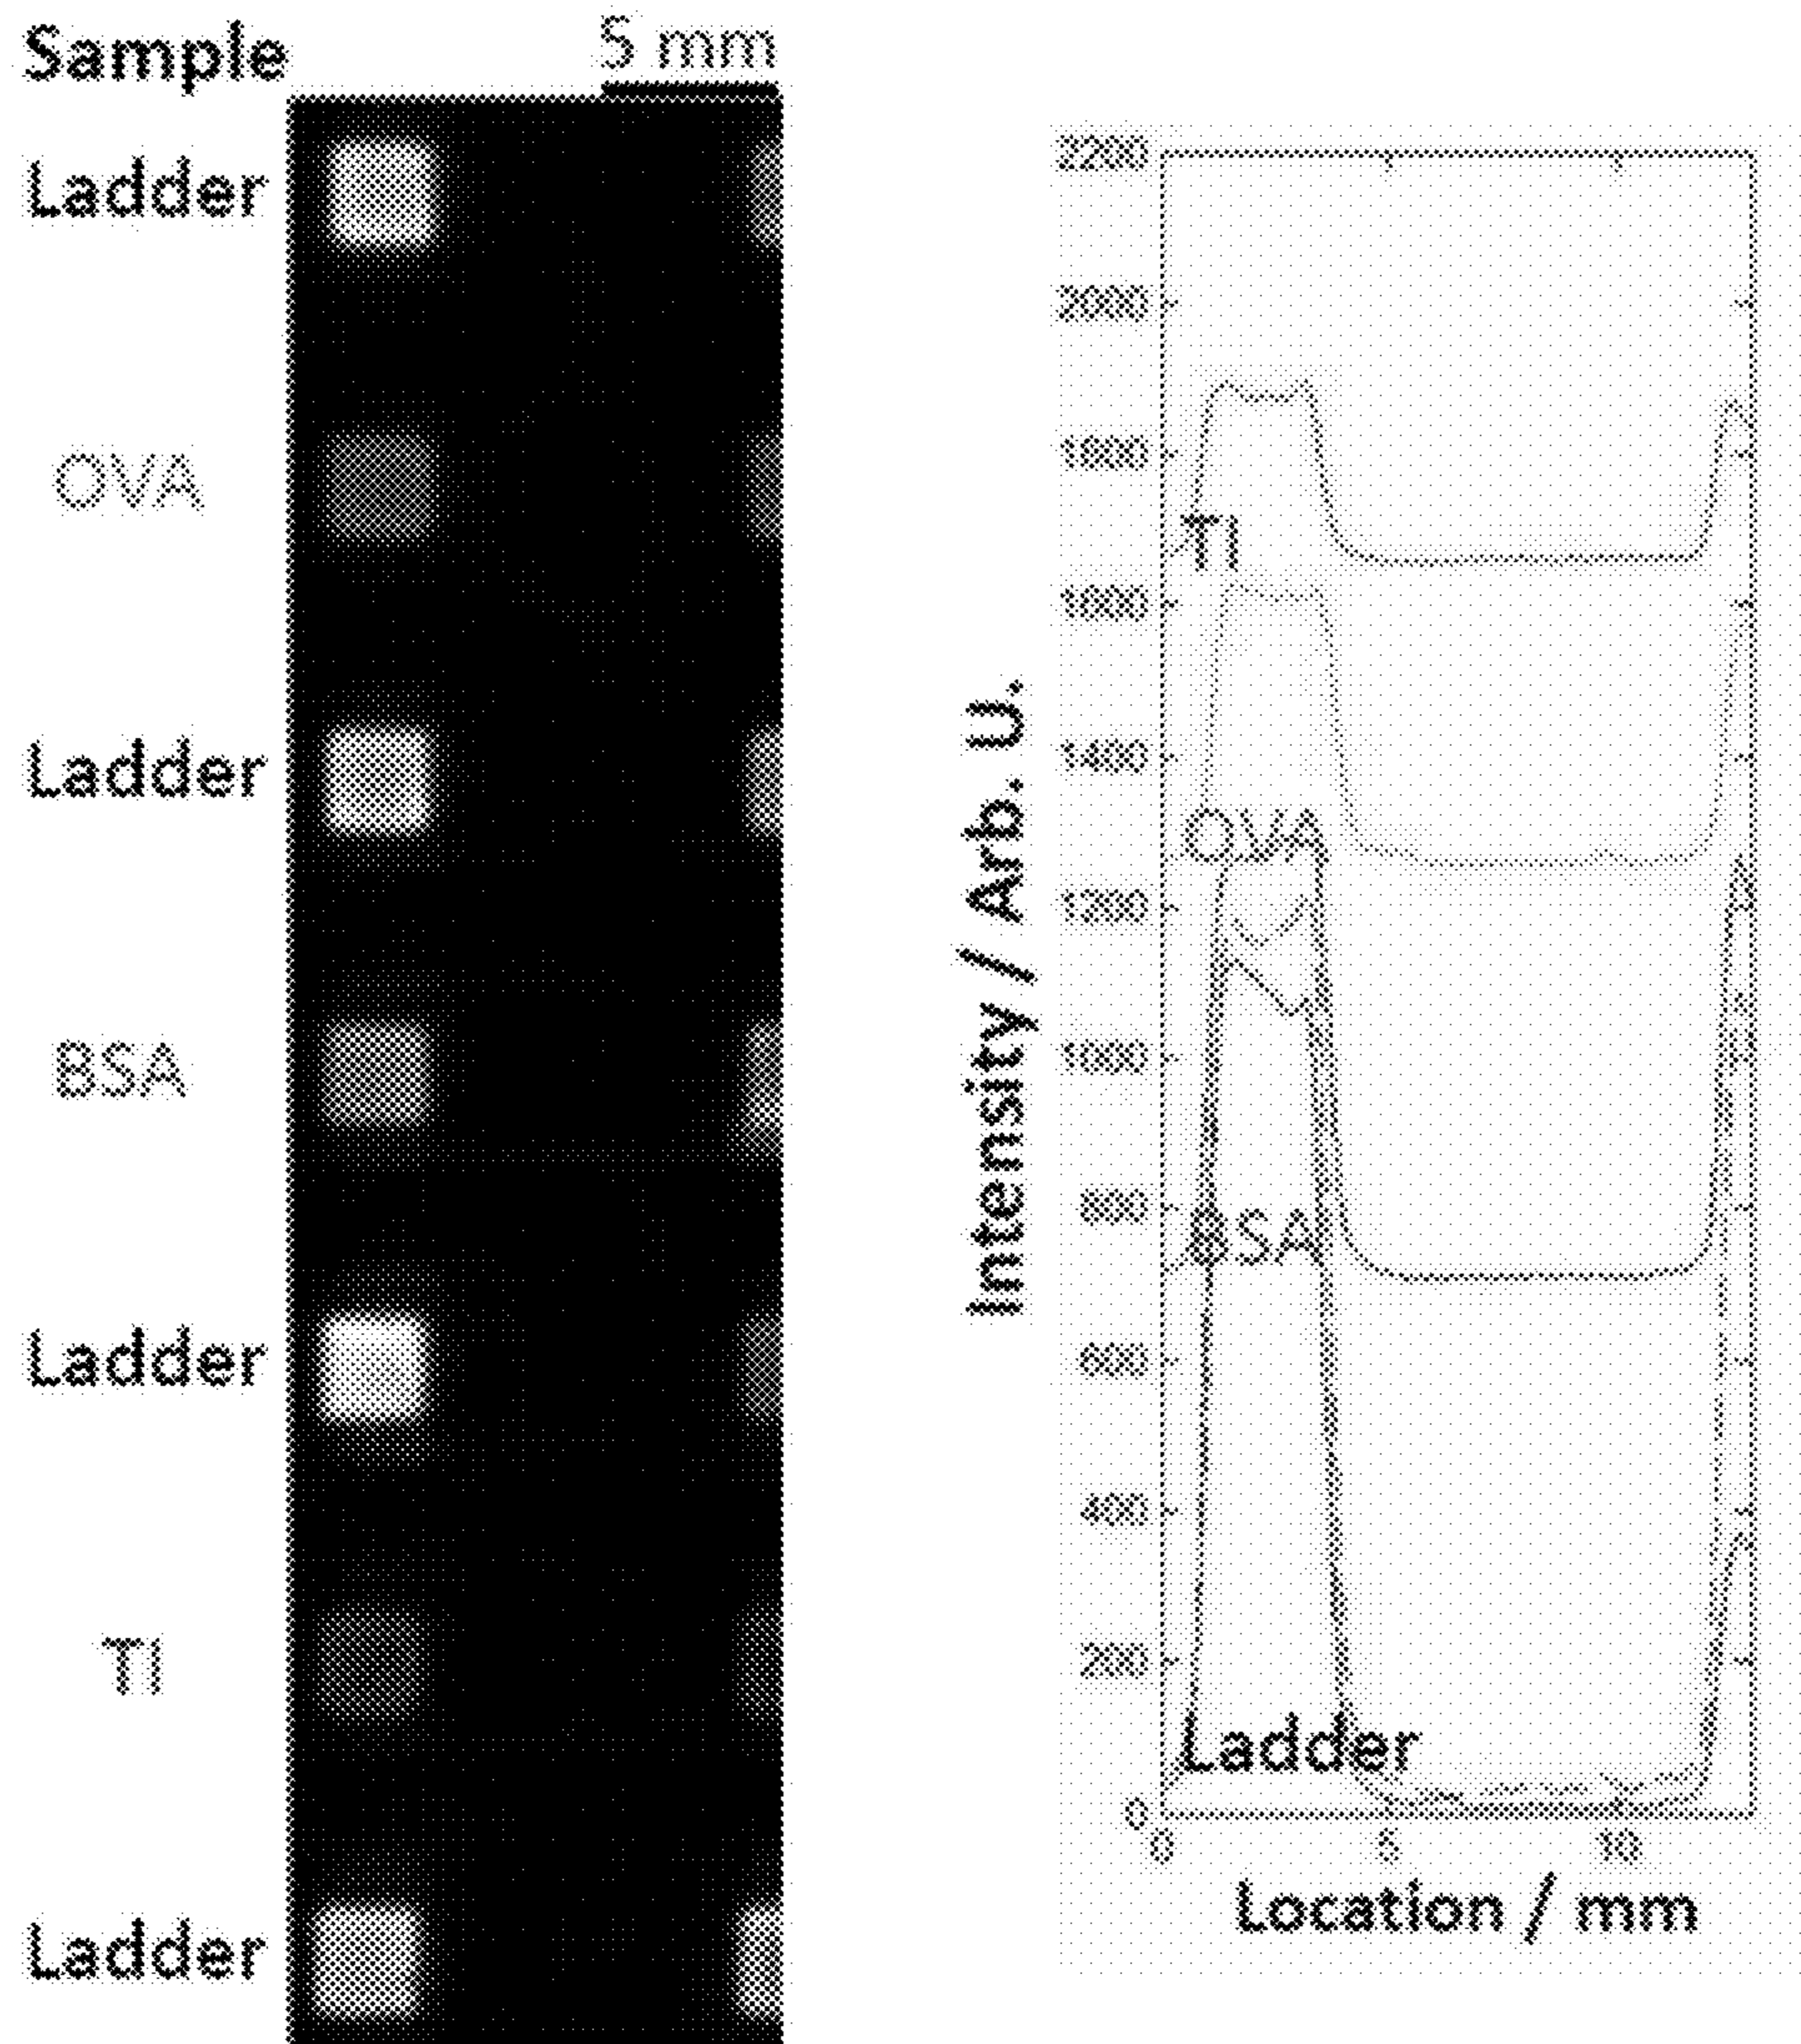 Sample
5 mm
Ladder
OVA
Ladder
BSA
Ladder
TI
Ladder
Intensity / Arb. U.
2200
2000
1800
1600
1400
1200
1000
800
600
400
200
0
TI
OVA
BSA
Ladder
0
5
10
Location / mm